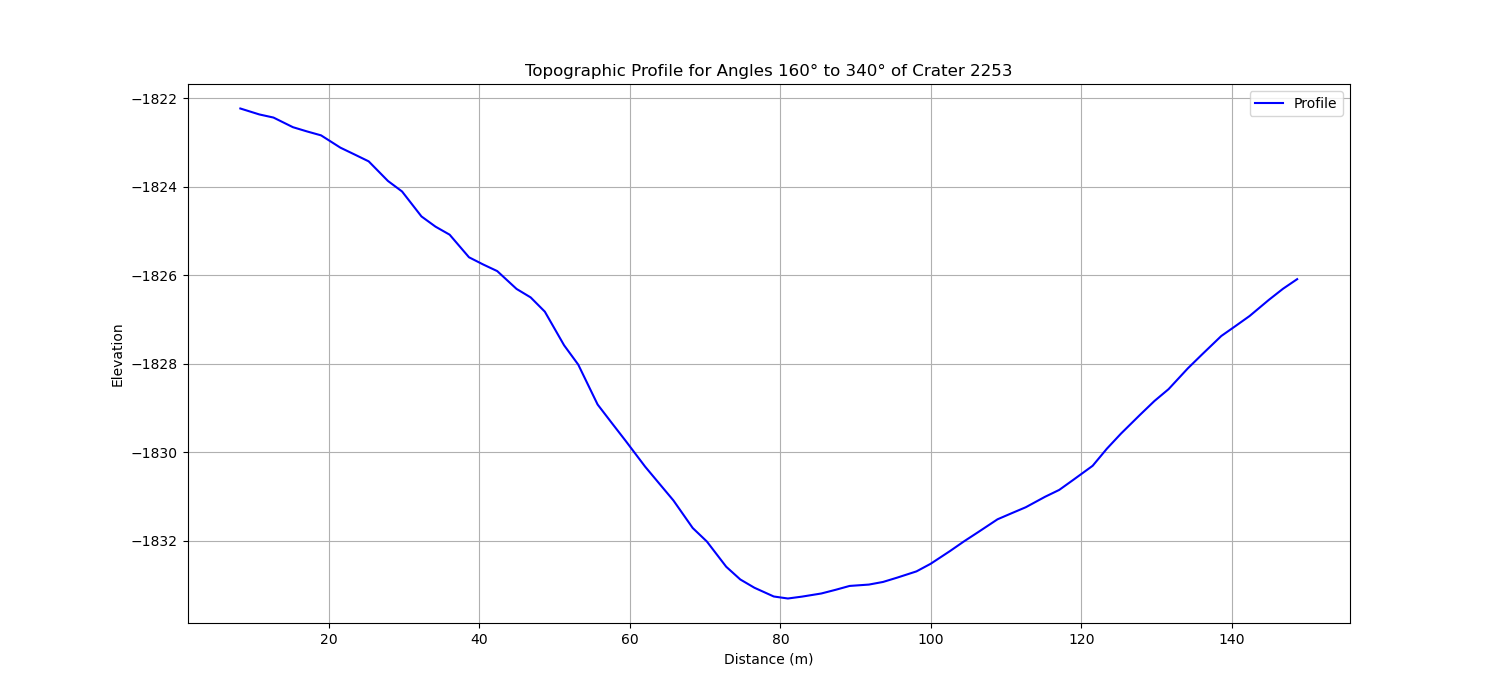 Topographic Profile for Angles 160° to 340° of Crater 2253
Profile
−1822
−1824
−1826
−1828
−1830
−1832
Elevation
20 40 60 80 100 120 140
Distance (m)